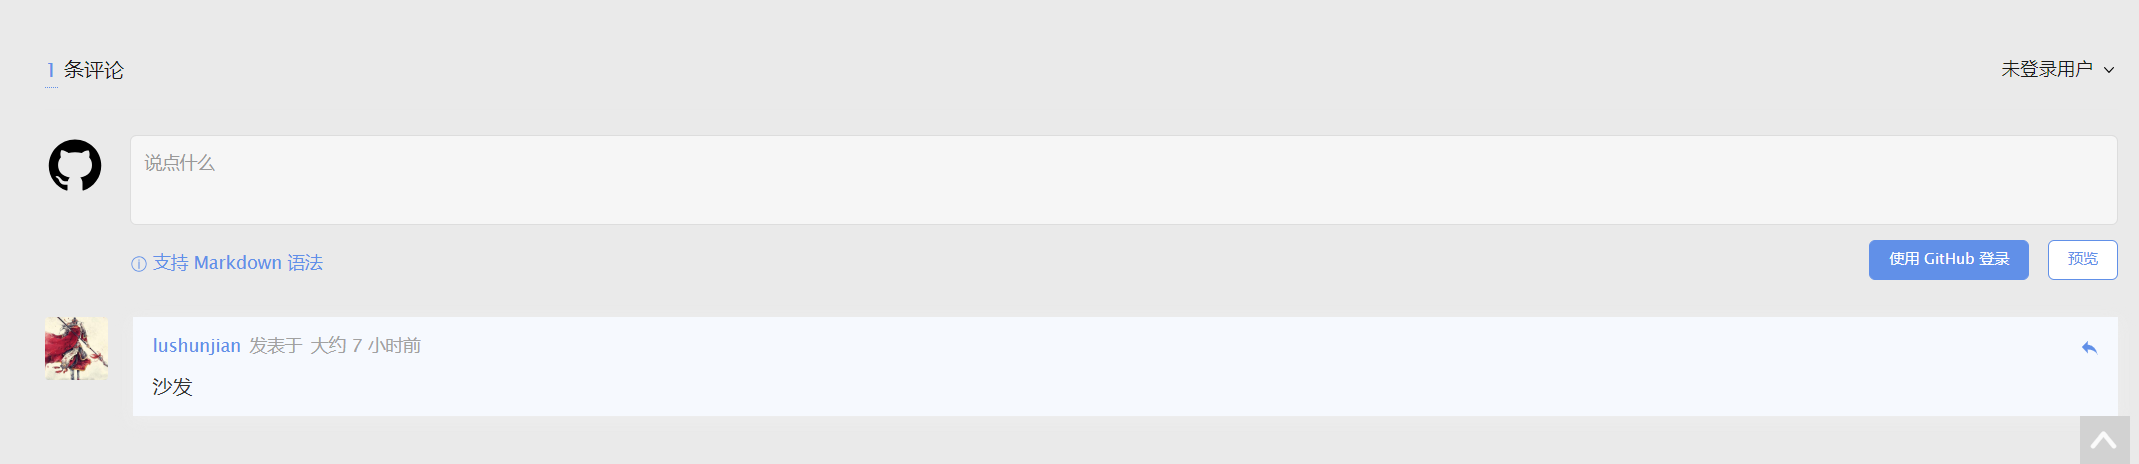 1 条评论
未登录用户
说点什么
支持 Markdown 语法
使用 GitHub 登录
预览
lushunjian 发表于 大约 7 小时前
沙发